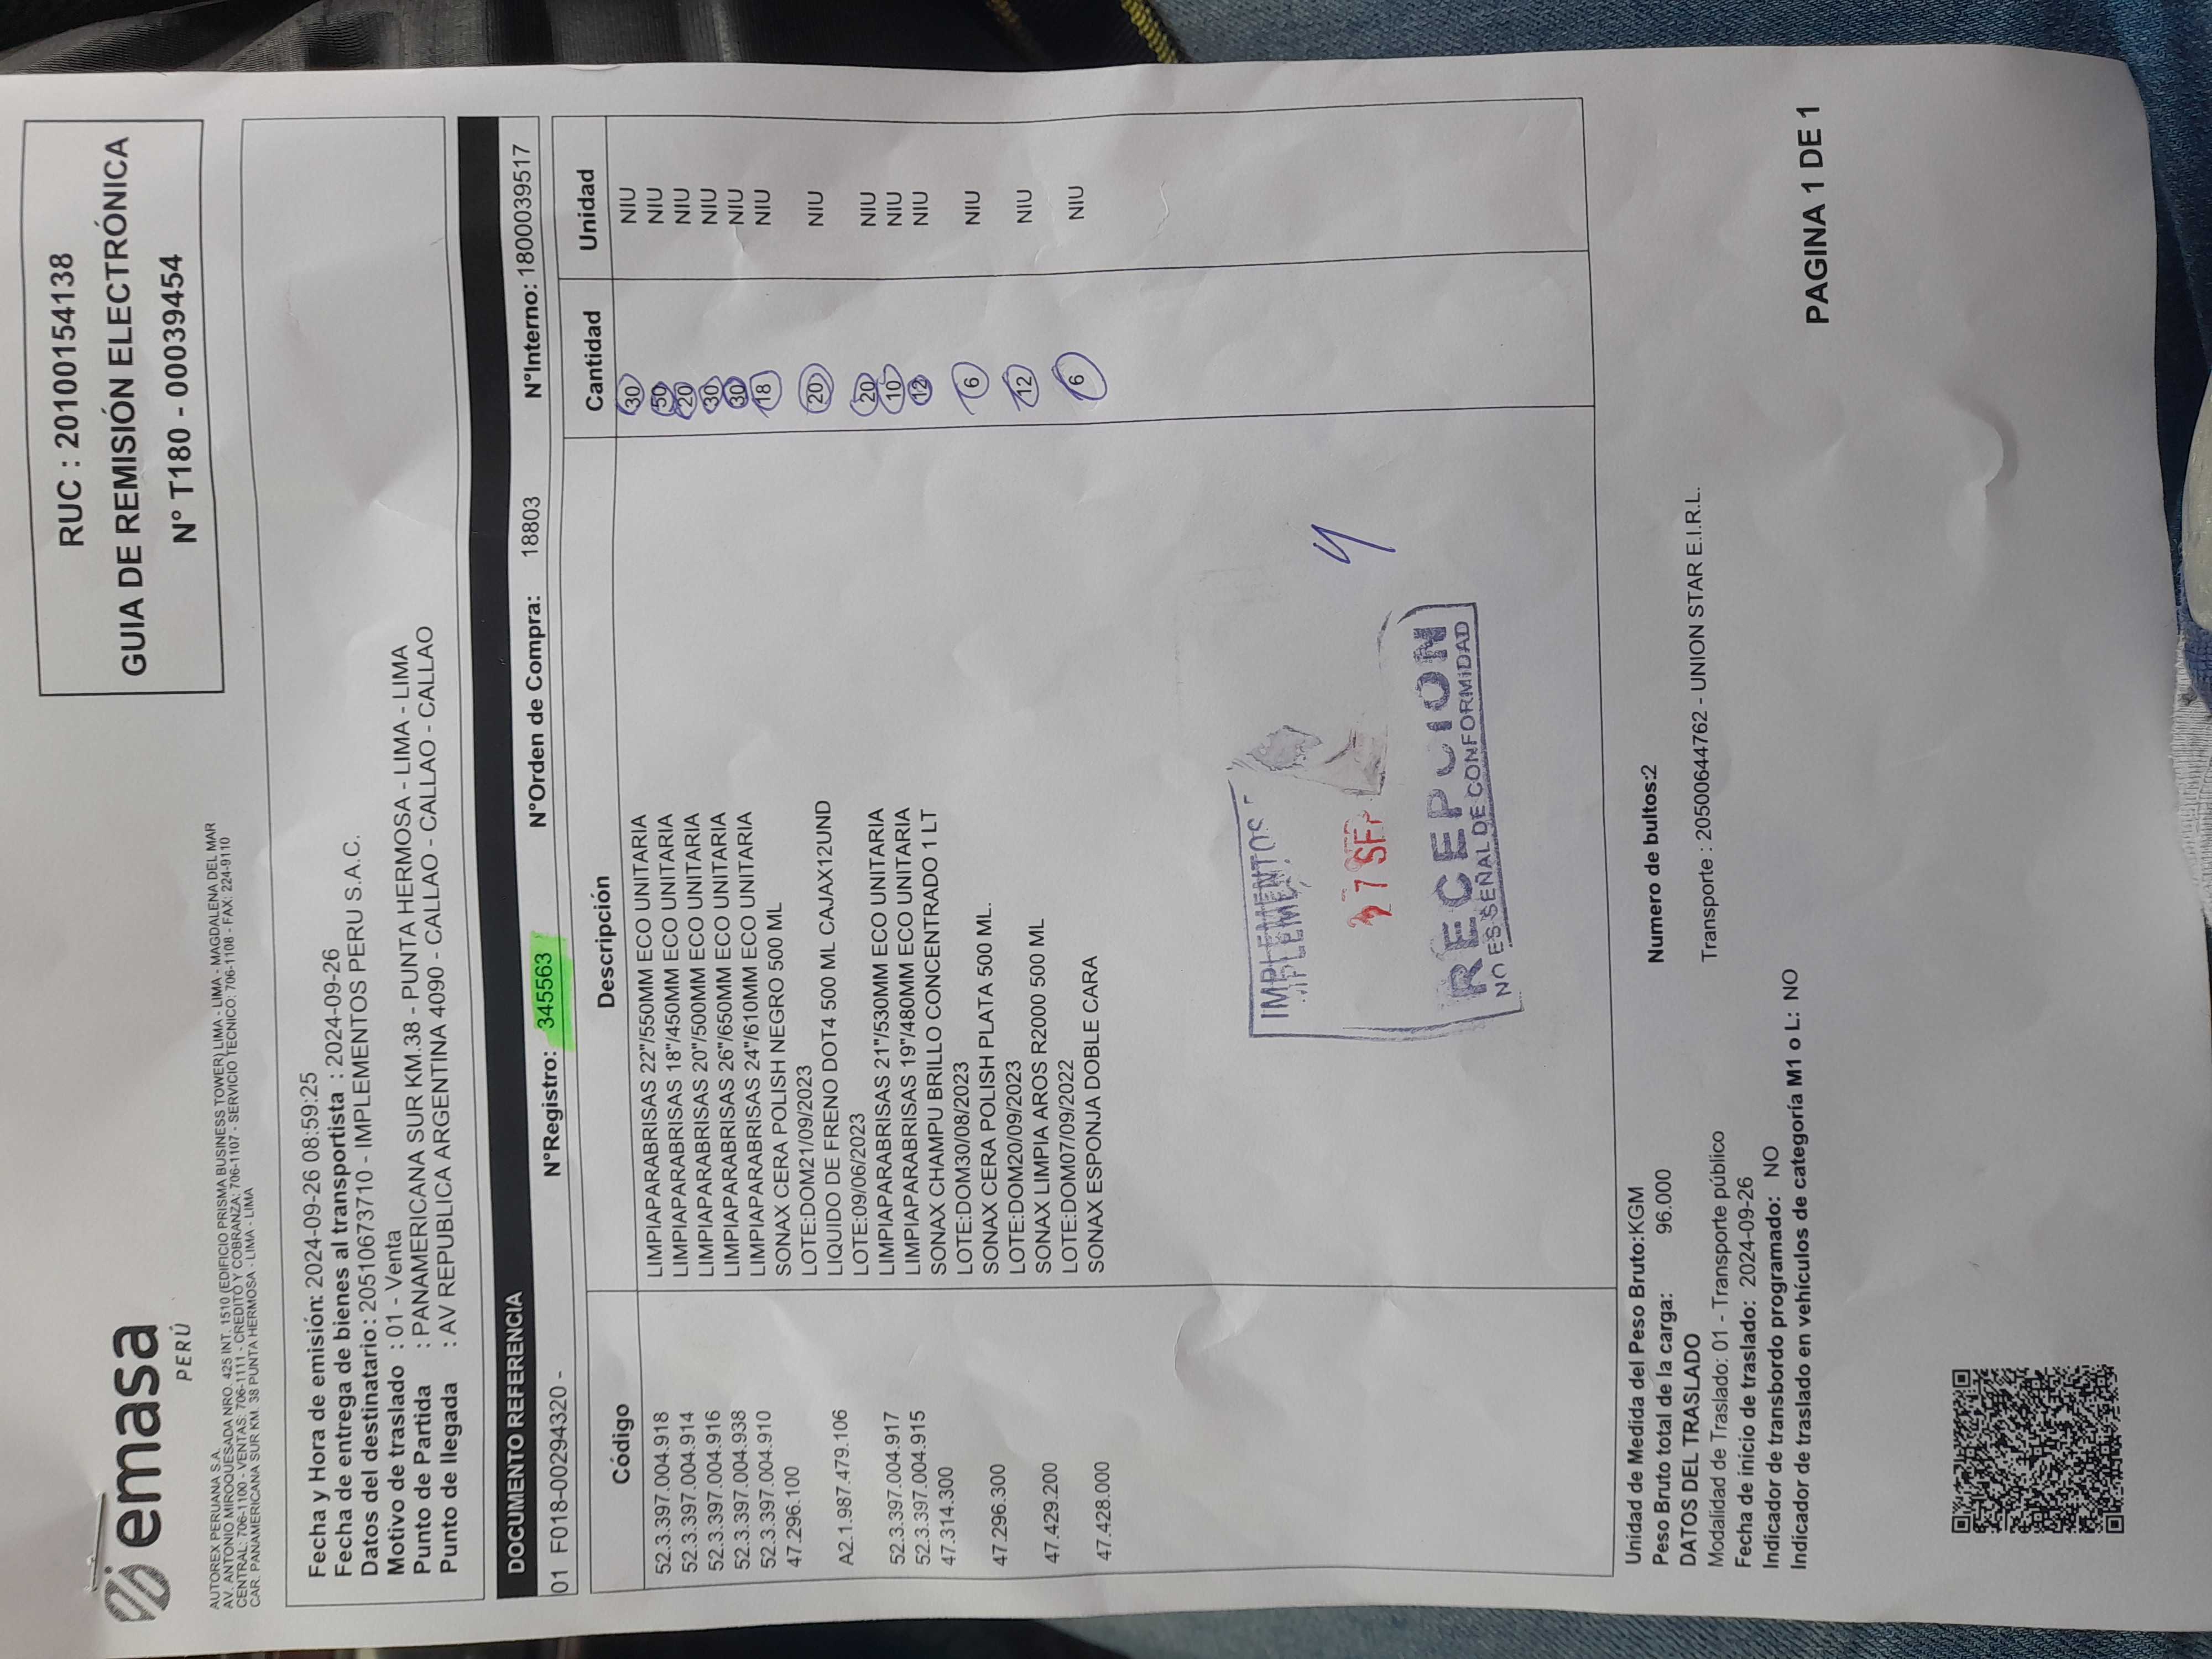 emasa
PERÚ
RUC : 20100154138
GUIA DE REMISIÓN ELECTRÓNICA
N° T180 - 00039454
AUTOREX PERUANA S.A.
AV. ANTONIO MIROQUESADA NRO. 425 INT. 1510 (EDIFICIO PRISMA BUSINESS TOWER) LIMA - LIMA - MAGDALENA DEL MAR
CENTRAL: 706-1100 - VENTAS: 706-1111 - CREDITO Y COBRANZA: 706-1107 - SERVICIO TECNICO: 706-1108 - FAX: 224-9110
CAR. PANAMERICANA SUR KM. 38 PUNTA HERMOSA - LIMA - LIMA
Fecha y Hora de emisión: 2024-09-26 08:59:25
Fecha de entrega de bienes al transportista : 2024-09-26
Datos del destinatario: 20510673710 - IMPLEMENTOS PERU S.A.C.
Motivo de traslado : 01 - Venta
Punto de Partida : PANAMERICANA SUR KM.38 - PUNTA HERMOSA - LIMA - LIMA
Punto de llegada : AV REPUBLICA ARGENTINA 4090 - CALLAO - CALLAO - CALLAO
DOCUMENTO REFERENCIA
01 F018-00294320 - N°Registro: 345563 N°Orden de Compra: 18803 N°Interno: 1800039517
Código Descripción Cantidad Unidad
52.3.397.004.918 LIMPIAPARABRISAS 22"/550MM ECO UNITARIA 30 NIU
52.3.397.004.914 LIMPIAPARABRISAS 18"/450MM ECO UNITARIA 50 NIU
52.3.397.004.916 LIMPIAPARABRISAS 20"/500MM ECO UNITARIA 20 NIU
52.3.397.004.938 LIMPIAPARABRISAS 26"/650MM ECO UNITARIA 30 NIU
52.3.397.004.910 LIMPIAPARABRISAS 24"/610MM ECO UNITARIA 30 NIU
47.296.100 SONAX CERA POLISH NEGRO 500 ML 18 NIU
LOTE:DOM21/09/2023
A2.1.987.479.106 LIQUIDO DE FRENO DOT4 500 ML CAJAX12UND 20 NIU
LOTE:09/06/2023
52.3.397.004.917 LIMPIAPARABRISAS 21"/530MM ECO UNITARIA 20 NIU
52.3.397.004.915 LIMPIAPARABRISAS 19"/480MM ECO UNITARIA 10 NIU
47.314.300 SONAX CHAMPU BRILLO CONCENTRADO 1 LT 12 NIU
LOTE:DOM30/08/2023
47.296.300 SONAX CERA POLISH PLATA 500 ML. 6 NIU
LOTE:DOM20/09/2023
47.429.200 SONAX LIMPIA AROS R2000 500 ML 12 NIU
LOTE:DOM07/09/2022
47.428.000 SONAX ESPONJA DOBLE CARA 6 NIU
IMPLEMENTOS
27 SEP
RECEPCION
NO ES SEÑAL DE CONFORMIDAD
Unidad de Medida del Peso Bruto:KGM Numero de bultos:2
Peso Bruto total de la carga: 96.000
DATOS DEL TRASLADO Transporte : 20500644762 - UNION STAR E.I.R.L.
Modalidad de Traslado: 01 - Transporte público
Fecha de inicio de traslado: 2024-09-26
Indicador de transbordo programado: NO
Indicador de traslado en vehículos de categoría M1 o L: NO
PAGINA 1 DE 1